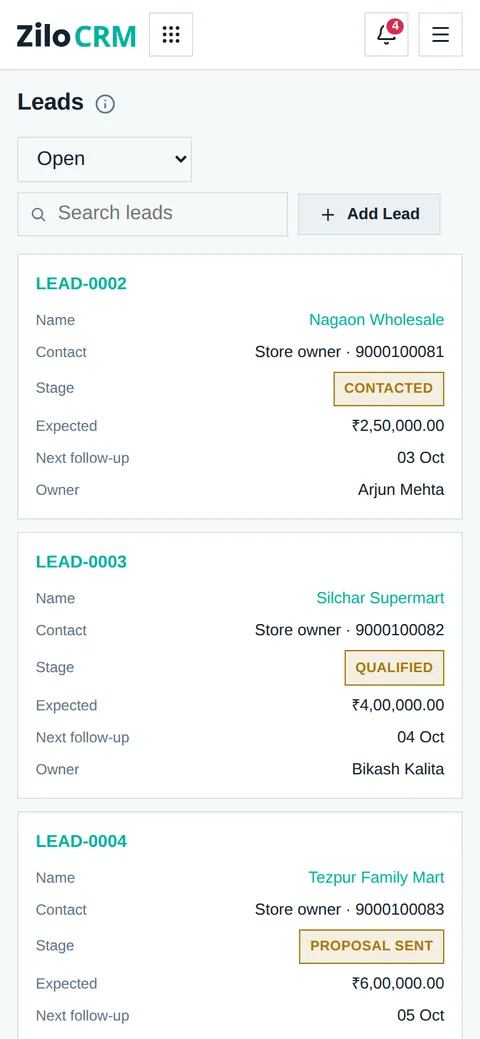 Zilo CRM
4
Leads
Open
Search leads
+ Add Lead
LEAD-0002
Name Nagaon Wholesale
Contact Store owner · 9000100081
Stage CONTACTED
Expected ₹2,50,000.00
Next follow-up 03 Oct
Owner Arjun Mehta
LEAD-0003
Name Silchar Supermart
Contact Store owner · 9000100082
Stage QUALIFIED
Expected ₹4,00,000.00
Next follow-up 04 Oct
Owner Bikash Kalita
LEAD-0004
Name Tezpur Family Mart
Contact Store owner · 9000100083
Stage PROPOSAL SENT
Expected ₹6,00,000.00
Next follow-up 05 Oct